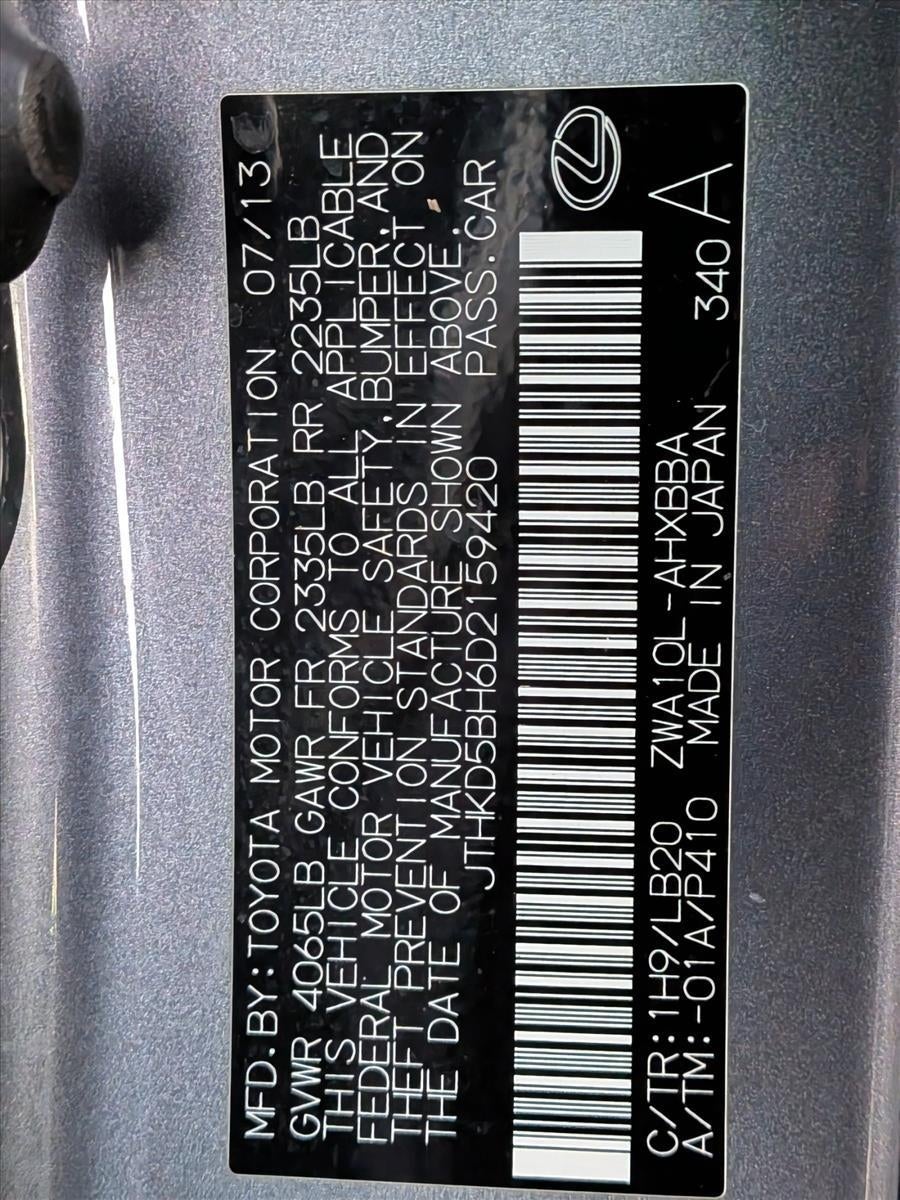 MFD.BY:TOYOTA MOTOR CORPORATION 07/13
GVWR 4065LB GAWR FR 2335LB RR 2235LB
THIS VEHICLE CONFORMS TO ALL APPLICABLE
FEDERAL MOTOR VEHICLE SAFETY,BUMPER,AND
THEFT PREVENTION STANDARDS IN EFFECT ON
THE DATE OF MANUFACTURE SHOWN ABOVE.
JTHKD5BH6D2159420 PASS.CAR
C/TR:1H9/LB20 ZWA10L-AHXBBA
A/TM:-01A/P410 MADE IN JAPAN 340 A